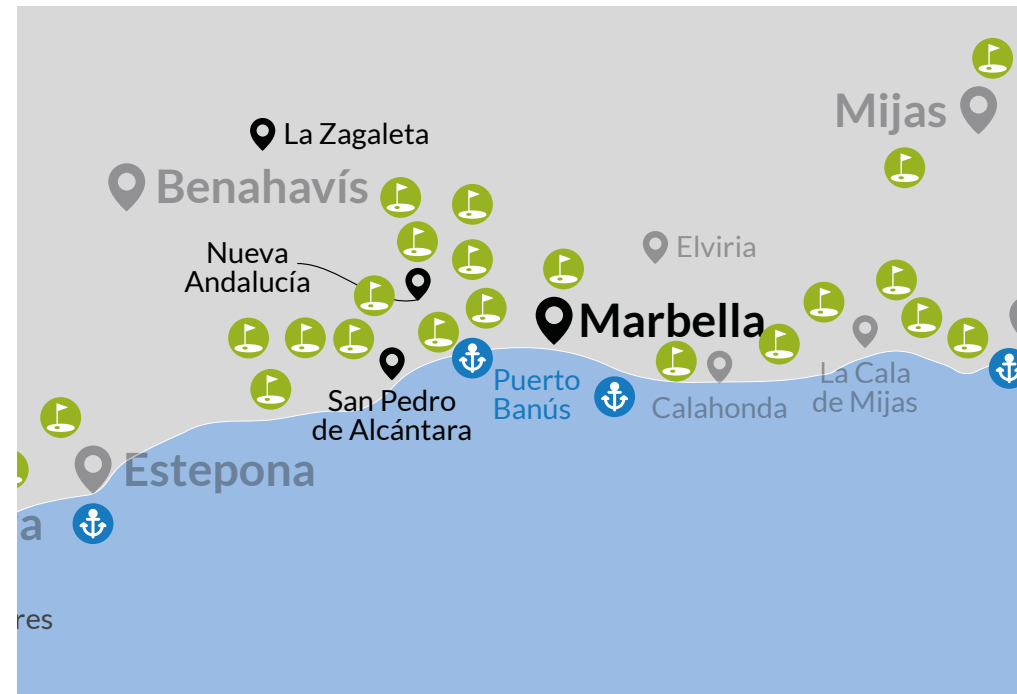 Mijas
La Zagaleta
Benahavís
Nueva
Andalucía
Elviria
Marbella
Puerto
Banús
San Pedro
de Alcántara
Calahonda
La Cala
de Mijas
Estepona
a
res